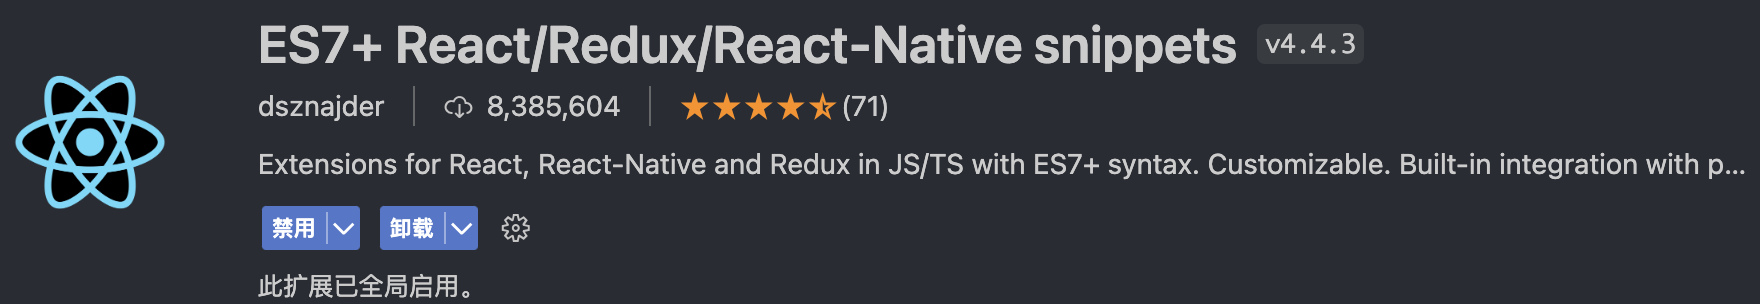 ES7+ React/Redux/React-Native snippets v4.4.3
dsznajder 8,385,604 (71)
Extensions for React, React-Native and Redux in JS/TS with ES7+ syntax. Customizable. Built-in integration with p...
禁用 卸载
此扩展已全局启用。